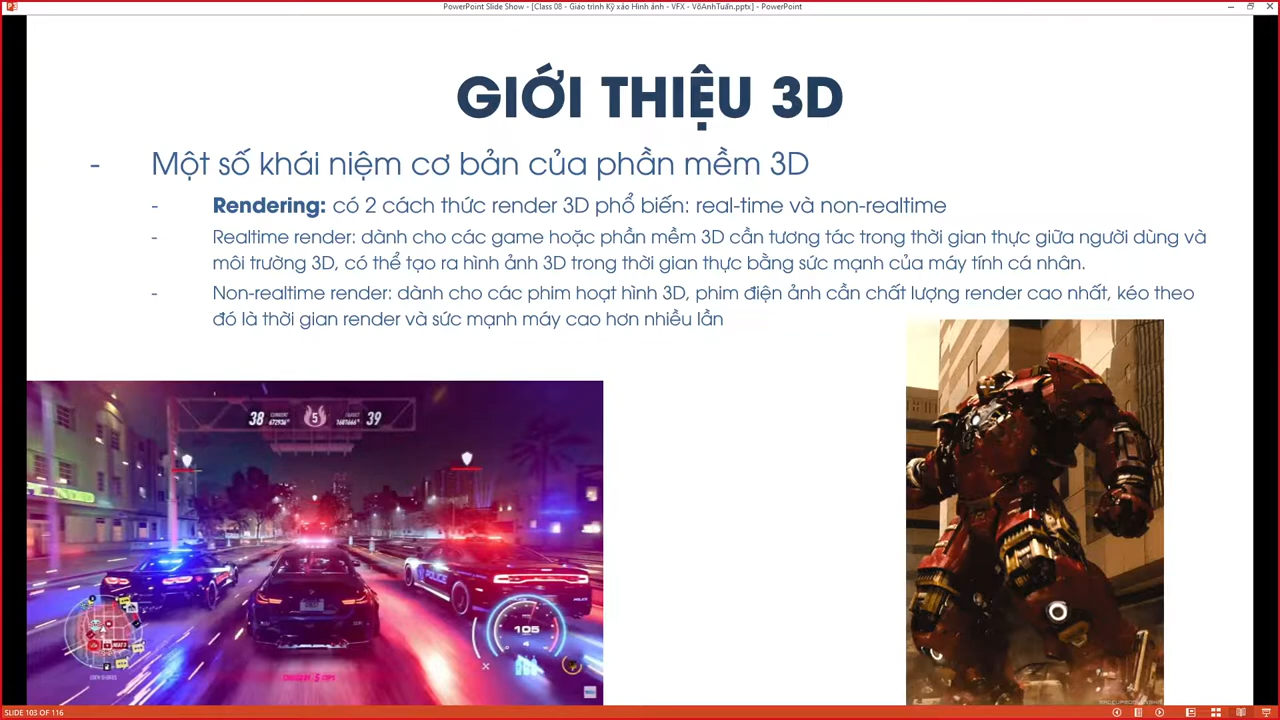 PowerPoint Slide Show - [Class 08 - Giáo trình Kỹ xảo Hình ảnh - VFX - VõAnhTuấn.pptx] - PowerPoint
GIỚI THIỆU 3D
- Một số khái niệm cơ bản của phần mềm 3D
- Rendering: có 2 cách thức render 3D phổ biến: real-time và non-realtime
- Realtime render: dành cho các game hoặc phần mềm 3D cần tương tác trong thời gian thực giữa người dùng và
môi trường 3D, có thể tạo ra hình ảnh 3D trong thời gian thực bằng sức mạnh của máy tính cá nhân.
- Non-realtime render: dành cho các phim hoạt hình 3D, phim điện ảnh cần chất lượng render cao nhất, kéo theo
đó là thời gian render và sức mạnh máy cao hơn nhiều lần
38
5
39
POLICE
105
4
SLIDE 103 OF 116